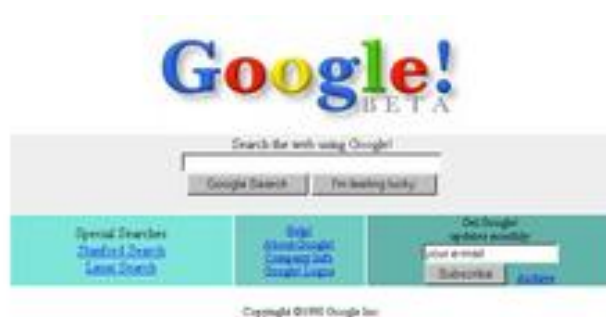 Google!
BETA
Search the web using Google!
Google Search
I'm feeling lucky
Special Searches
Stanford Search
Linux Search
Help!
About Google!
Company Info
Google! Logos
Get Google!
updates monthly
your e-mail
Subscribe
Archive
Copyright ©1998 Google Inc